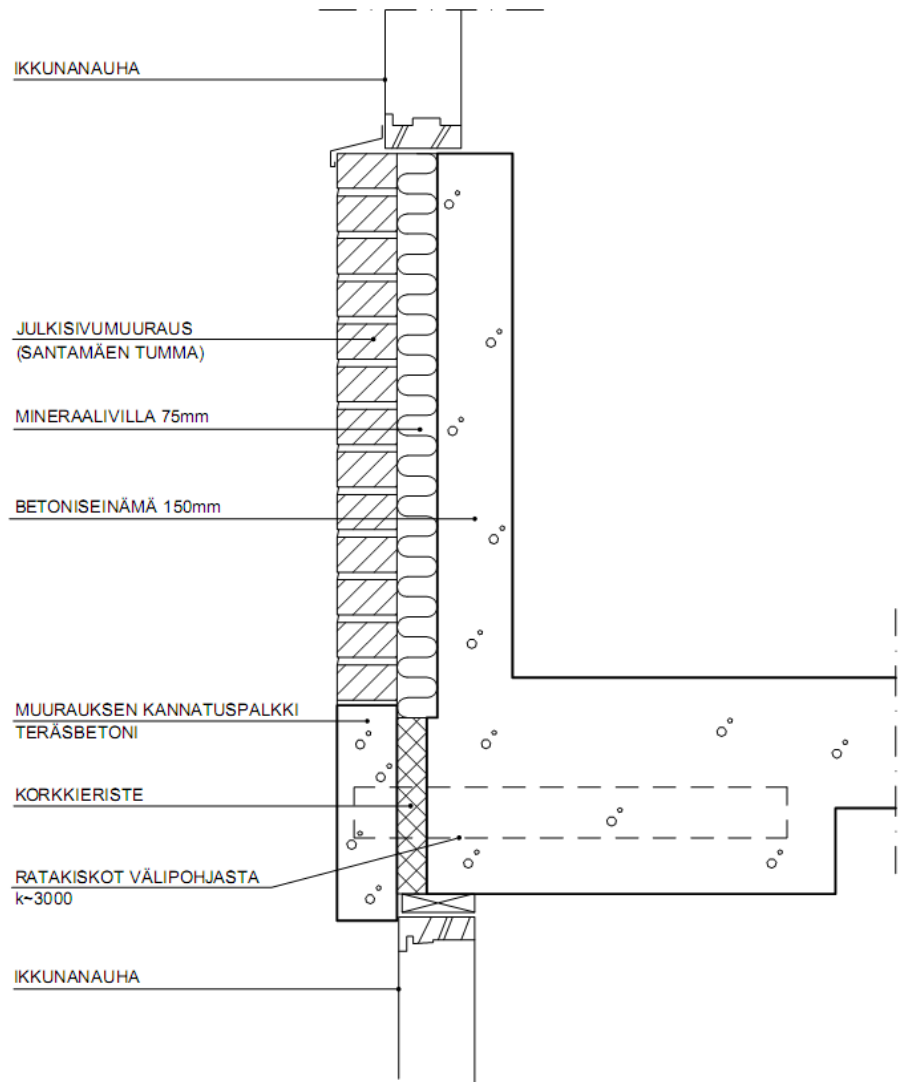 IKKUNANAUHA
JULKISIVUMUURAUS
(SANTAMÄEN TUMMA)
MINERAALIVILLA 75mm
BETONISEINÄMÄ 150mm
MUURAUKSEN KANNATUSPALKKI
TERÄSBETONI
KORKKIERISTE
RATAKISKOT VÄLIPOHJASTA
k~3000
IKKUNANAUHA